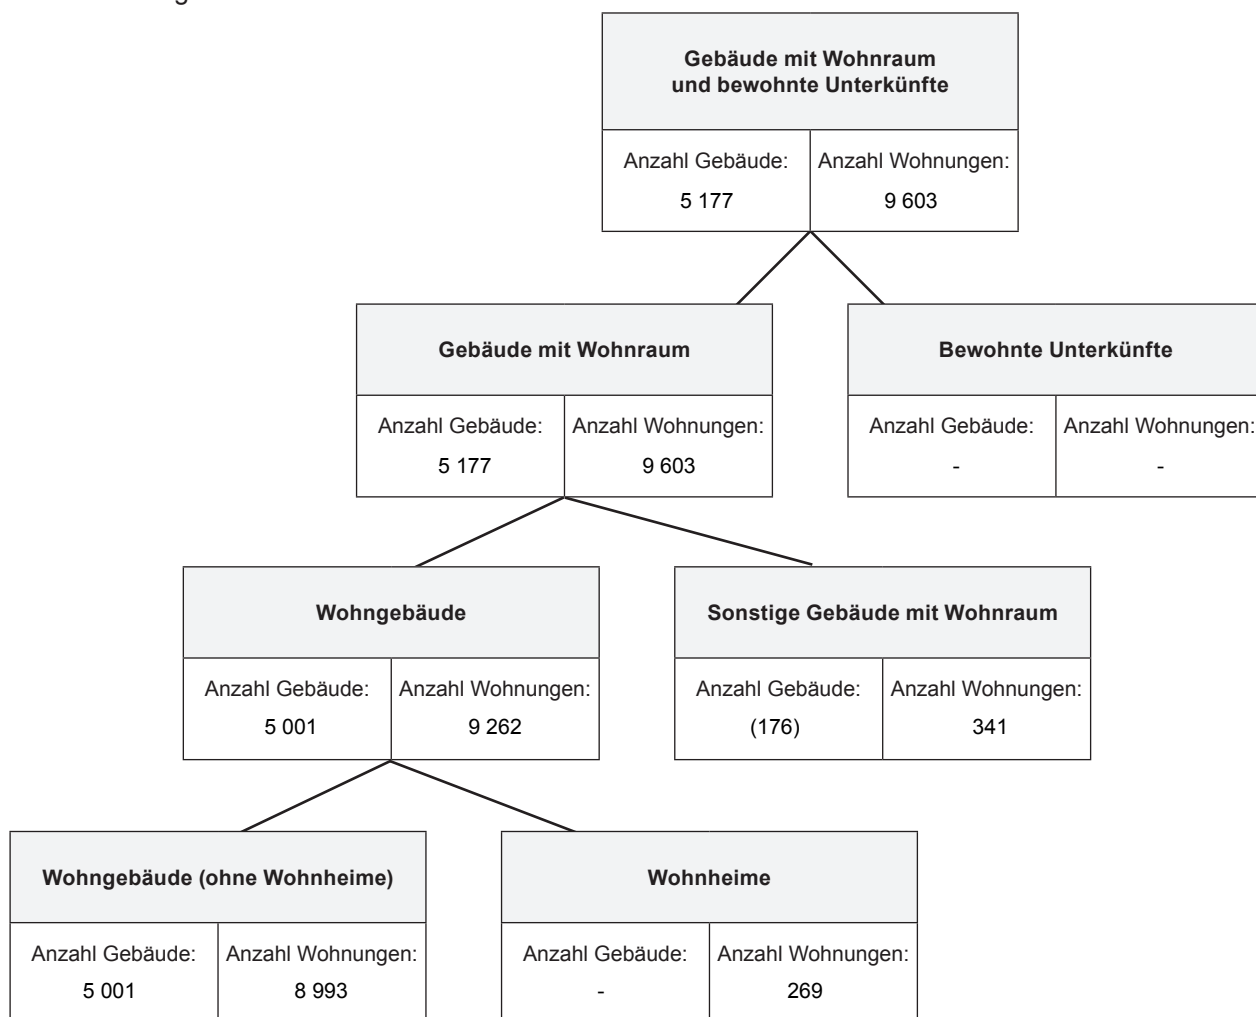 Gebäude mit Wohnraum
und bewohnte Unterkünfte
Anzahl Gebäude: Anzahl Wohnungen:
5 177 9 603
Gebäude mit Wohnraum
Anzahl Gebäude: Anzahl Wohnungen:
5 177 9 603
Bewohnte Unterkünfte
Anzahl Gebäude: Anzahl Wohnungen:
- -
Wohngebäude
Anzahl Gebäude: Anzahl Wohnungen:
5 001 9 262
Sonstige Gebäude mit Wohnraum
Anzahl Gebäude: Anzahl Wohnungen:
(176) 341
Wohngebäude (ohne Wohnheime)
Anzahl Gebäude: Anzahl Wohnungen:
5 001 8 993
Wohnheime
Anzahl Gebäude: Anzahl Wohnungen:
- 269